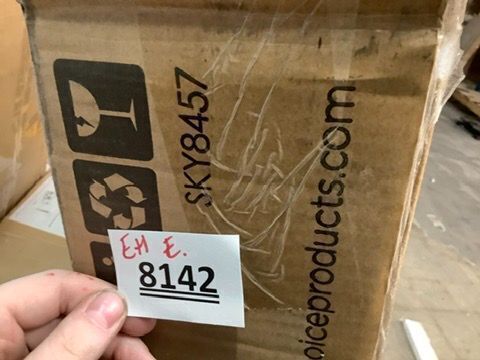 SKY8457
oiceproducts.com
EH E.
8142